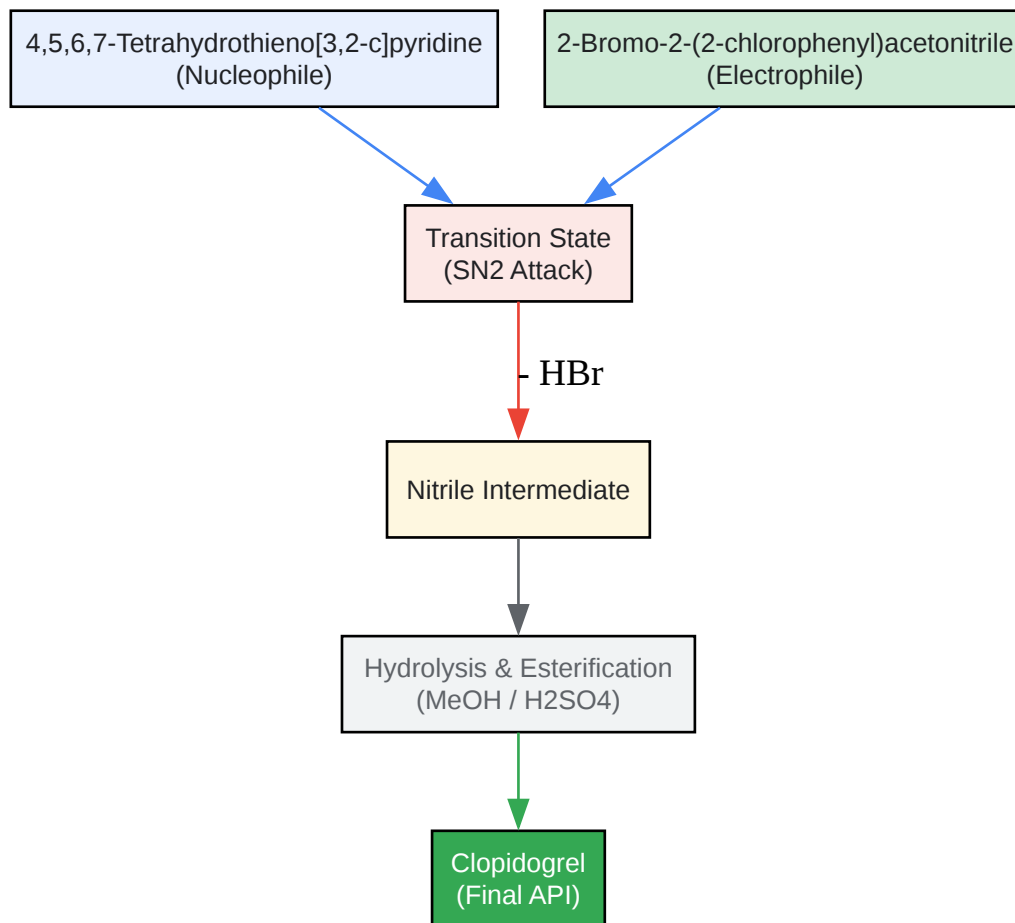 4,5,6,7-Tetrahydrothieno[3,2-c]pyridine
(Nucleophile)
2-Bromo-2-(2-chlorophenyl)acetonitrile
(Electrophile)
Transition State
(SN2 Attack)
- HBr
Nitrile Intermediate
Hydrolysis & Esterification
(MeOH / H2SO4)
Clopidogrel
(Final API)